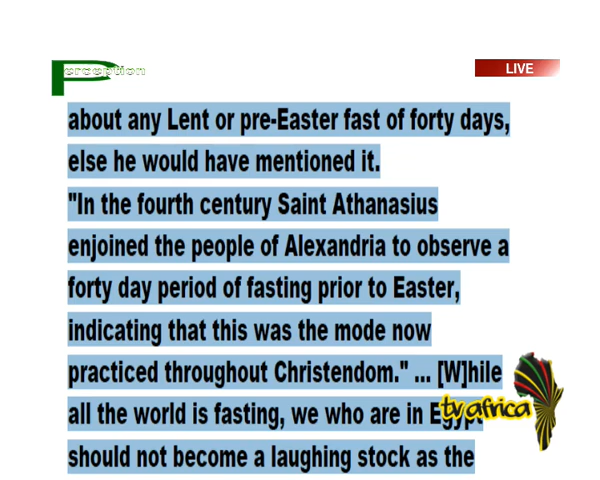 Perception
LIVE
about any Lent or pre-Easter fast of forty days,
else he would have mentioned it.
"In the fourth century Saint Athanasius
enjoined the people of Alexandria to observe a
forty day period of fasting prior to Easter,
indicating that this was the mode now
practiced throughout Christendom." ... [W]hile
all the world is fasting, we who are in Egypt
tv africa
should not become a laughing stock as the